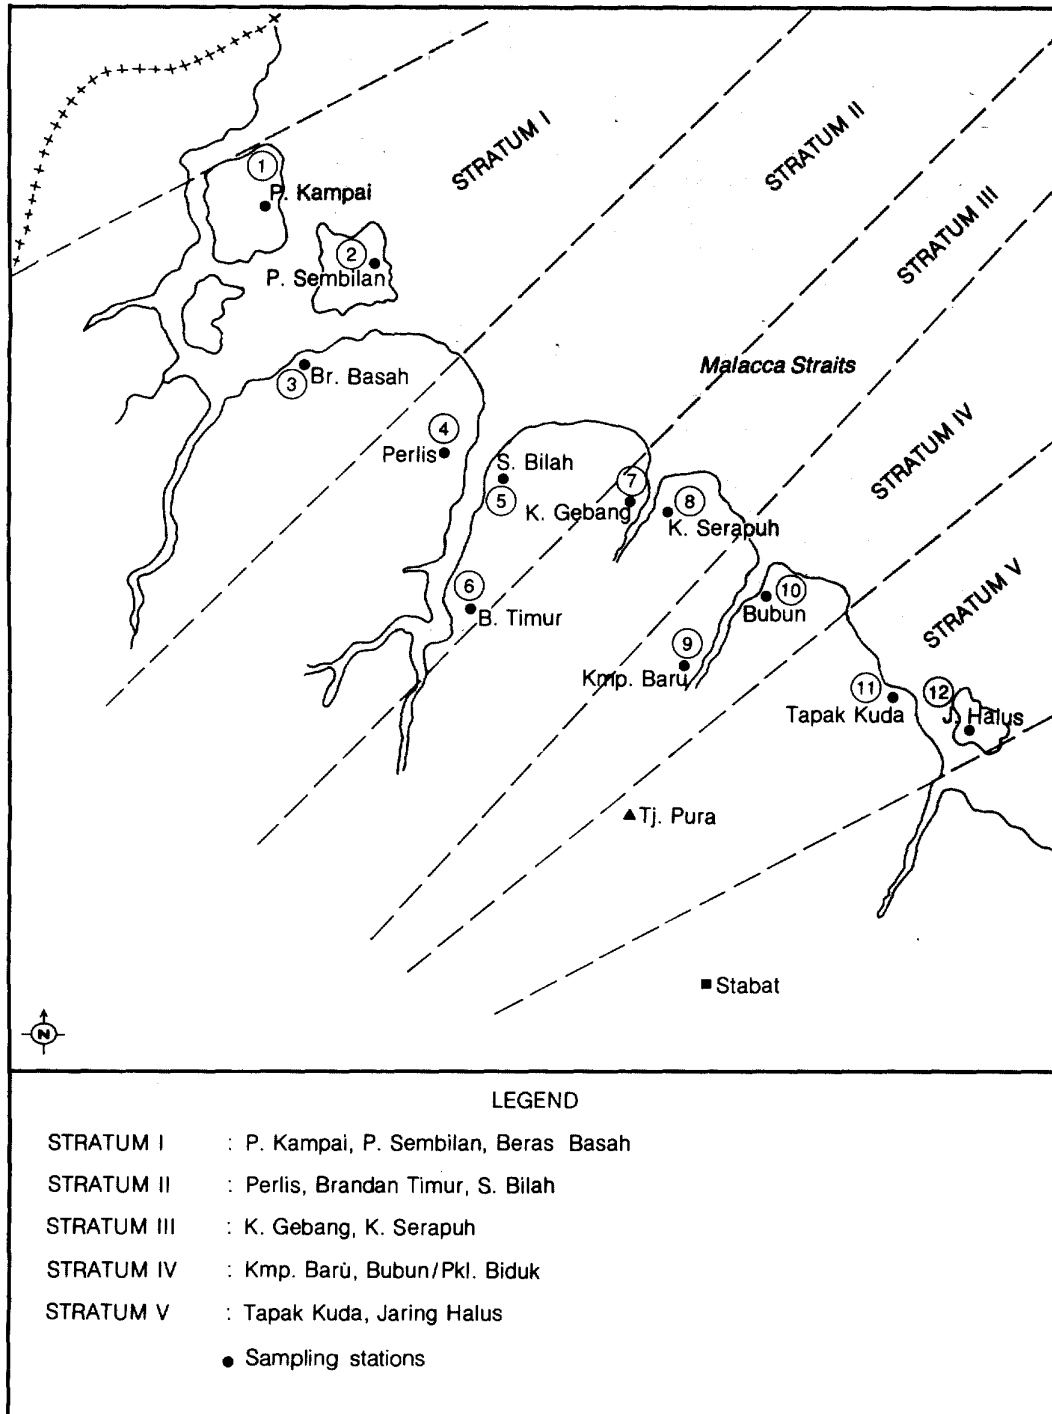 STRATUM I
STRATUM II
STRATUM III
STRATUM IV
STRATUM V
Malacca Straits
1
P. Kampai
2
P. Sembilan
3
Br. Basah
4
Perlis
S. Bilah
5
6
B. Timur
7
K. Gebang
8
K. Serapuh
9
Kmp. Baru
10
Bubun
11
Tapak Kuda
12
J. Halus
Tj. Pura
Stabat
N
LEGEND
STRATUM I : P. Kampai, P. Sembilan, Beras Basah
STRATUM II : Perlis, Brandan Timur, S. Bilah
STRATUM III : K. Gebang, K. Serapuh
STRATUM IV : Kmp. Barù, Bubun/Pkl. Biduk
STRATUM V : Tapak Kuda, Jaring Halus
Sampling stations